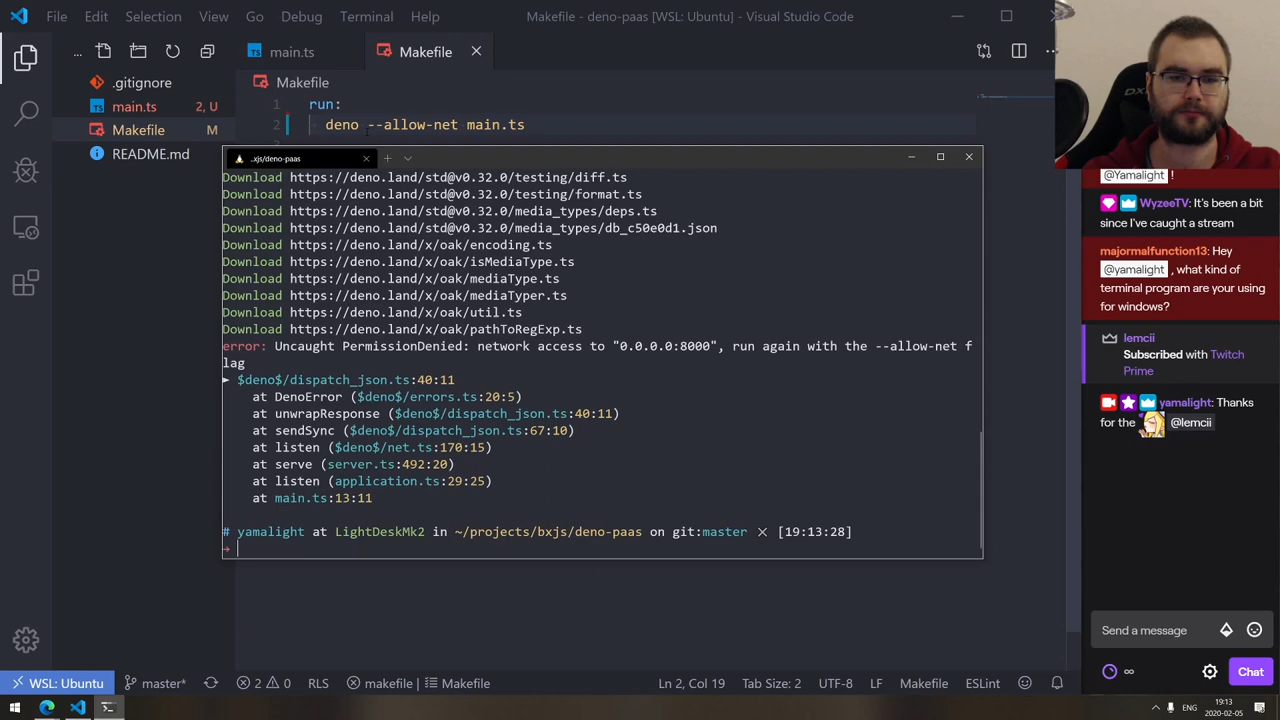 File Edit Selection View Go Debug Terminal Help
Makefile - deno-paas [WSL: Ubuntu] - Visual Studio Code
main.ts
Makefile
.gitignore
main.ts 2, U
Makefile M
README.md
Makefile
1 run:
2 deno --allow-net main.ts
..xjs/deno-paas
Download https://deno.land/std@v0.32.0/testing/diff.ts
Download https://deno.land/std@v0.32.0/testing/format.ts
Download https://deno.land/std@v0.32.0/media_types/deps.ts
Download https://deno.land/std@v0.32.0/media_types/db_c50e0d1.json
Download https://deno.land/x/oak/encoding.ts
Download https://deno.land/x/oak/isMediaType.ts
Download https://deno.land/x/oak/mediaType.ts
Download https://deno.land/x/oak/mediaTyper.ts
Download https://deno.land/x/oak/util.ts
Download https://deno.land/x/oak/pathToRegExp.ts
error: Uncaught PermissionDenied: network access to "0.0.0.0:8000", run again with the --allow-net f
lag
► $deno$/dispatch_json.ts:40:11
at DenoError ($deno$/errors.ts:20:5)
at unwrapResponse ($deno$/dispatch_json.ts:40:11)
at sendSync ($deno$/dispatch_json.ts:67:10)
at listen ($deno$/net.ts:170:15)
at serve (server.ts:492:20)
at listen (application.ts:29:25)
at main.ts:13:11
# yamalight at LightDeskMk2 in ~/projects/bxjs/deno-paas on git:master ✕ [19:13:28]
→
@Yamalight !
WyzeeTV: It's been a bit
since I've caught a stream
majormalfunction13: Hey
@yamalight , what kind of
terminal program are your using
for windows?
lemcii
Subscribed with Twitch
Prime
yamalight: Thanks
for the @lemcii
Send a message
∞
Chat
WSL: Ubuntu master* 2 0 RLS makefile | Makefile Ln 2, Col 19 Tab Size: 2 UTF-8 LF Makefile ESLint
ENG
19:13
2020-02-05